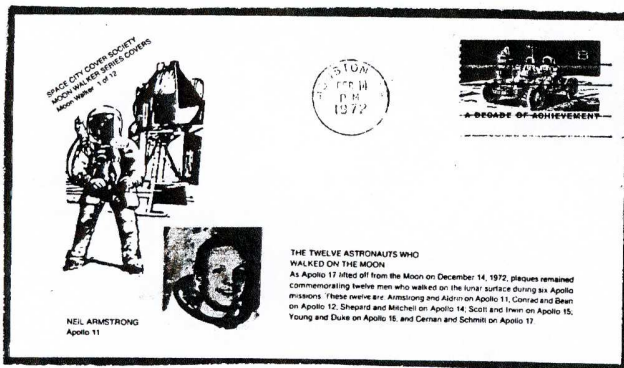 SPACE CITY COVER SOCIETY
MOON WALKER SERIES COVERS
Moon Walker 1 of 12
HOUSTON
14
PM
1972
8
A DECADE OF ACHIEVEMENT
THE TWELVE ASTRONAUTS WHO
WALKED ON THE MOON
As Apollo 17 lifted off from the Moon on December 14, 1972, plaques remained
commemorating twelve men who walked on the lunar surface during six Apollo
missions. These twelve are: Armstrong and Aldrin on Apollo 11; Conrad and Bean
on Apollo 12; Shepard and Mitchell on Apollo 14; Scott and Irwin on Apollo 15;
Young and Duke on Apollo 16; and Cernan and Schmitt on Apollo 17.
NEIL ARMSTRONG
Apollo 11